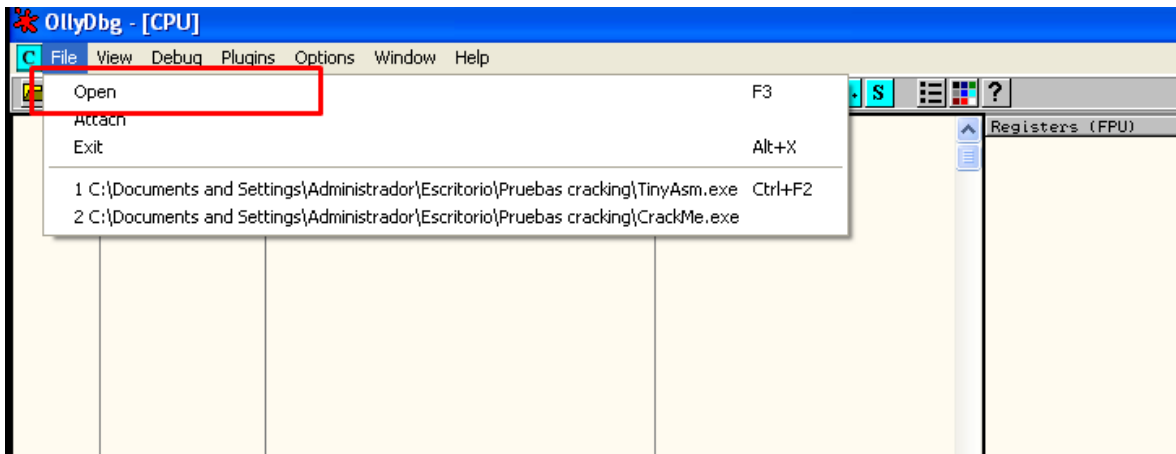 OllyDbg - [CPU]
C File View Debug Plugins Options Window Help
Open F3 S ?
Attach
Exit Alt+X
Registers (FPU)
1 C:\Documents and Settings\Administrador\Escritorio\Pruebas cracking\TinyAsm.exe Ctrl+F2
2 C:\Documents and Settings\Administrador\Escritorio\Pruebas cracking\CrackMe.exe